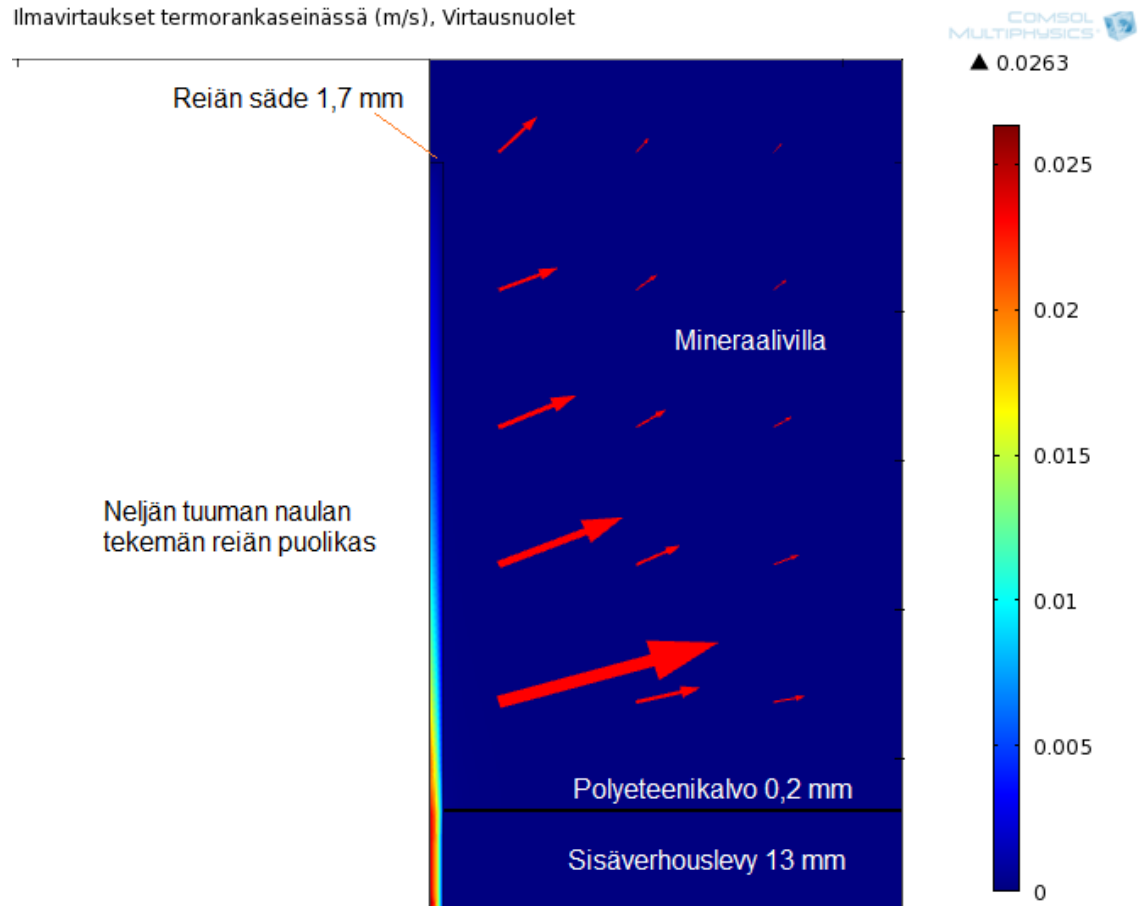 Ilmavirtaukset termorankaseinässä (m/s), Virtausnuolet
COMSOL
MULTIPHYSICS
▲ 0.0263
Reiän säde 1,7 mm
0.025
0.02
Mineraalivilla
0.015
Neljän tuuman naulan
tekemän reiän puolikas
0.01
0.005
Polyeteenikalvo 0,2 mm
Sisäverhouslevy 13 mm
0